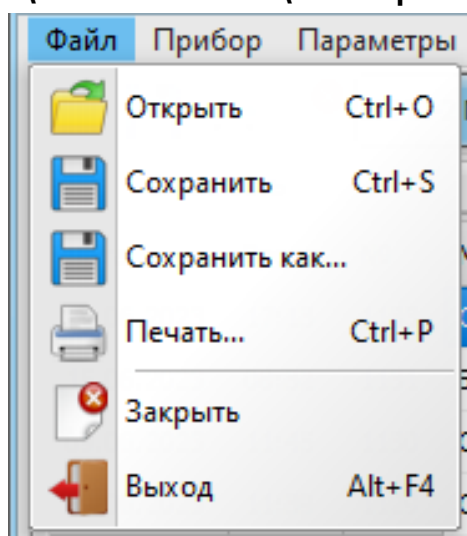 Файл Прибор Параметры
Открыть Ctrl+O
Сохранить Ctrl+S
Сохранить как...
Печать... Ctrl+P
Закрыть
Выход Alt+F4